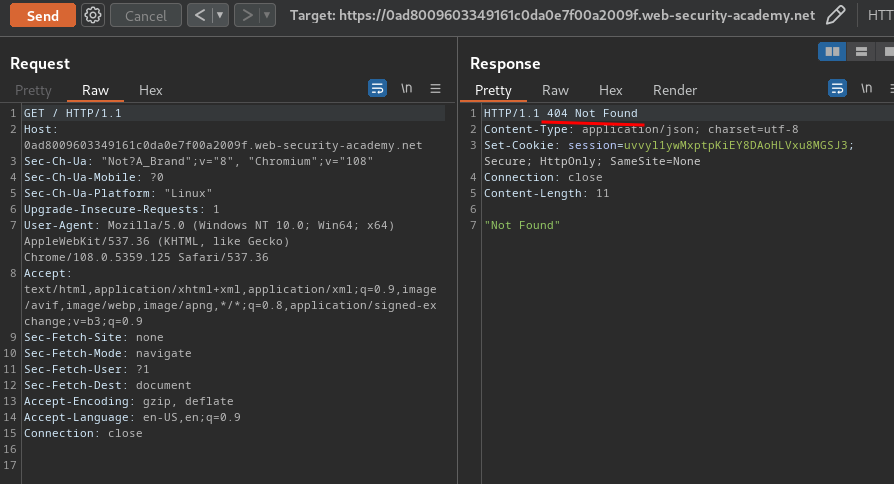 Send
Cancel
<
>
Target: https://0ad8009603349161c0da0e7f00a2009f.web-security-academy.net
HTT
Request
Pretty Raw Hex
\n
1 GET / HTTP/1.1
2 Host:
0ad8009603349161c0da0e7f00a2009f.web-security-academy.net
3 Sec-Ch-Ua: "Not?A_Brand";v="8", "Chromium";v="108"
4 Sec-Ch-Ua-Mobile: ?0
5 Sec-Ch-Ua-Platform: "Linux"
6 Upgrade-Insecure-Requests: 1
7 User-Agent: Mozilla/5.0 (Windows NT 10.0; Win64; x64)
AppleWebKit/537.36 (KHTML, like Gecko)
Chrome/108.0.5359.125 Safari/537.36
8 Accept:
text/html,application/xhtml+xml,application/xml;q=0.9,image
/avif,image/webp,image/apng,*/*;q=0.8,application/signed-ex
change;v=b3;q=0.9
9 Sec-Fetch-Site: none
10 Sec-Fetch-Mode: navigate
11 Sec-Fetch-User: ?1
12 Sec-Fetch-Dest: document
13 Accept-Encoding: gzip, deflate
14 Accept-Language: en-US,en;q=0.9
15 Connection: close
16
17
Response
Pretty Raw Hex Render
\n
1 HTTP/1.1 404 Not Found
2 Content-Type: application/json; charset=utf-8
3 Set-Cookie: session=uvvyl1ywMxptpKiEY8DAoHLVxu8MGSJ3;
Secure; HttpOnly; SameSite=None
4 Connection: close
5 Content-Length: 11
6
7 "Not Found"